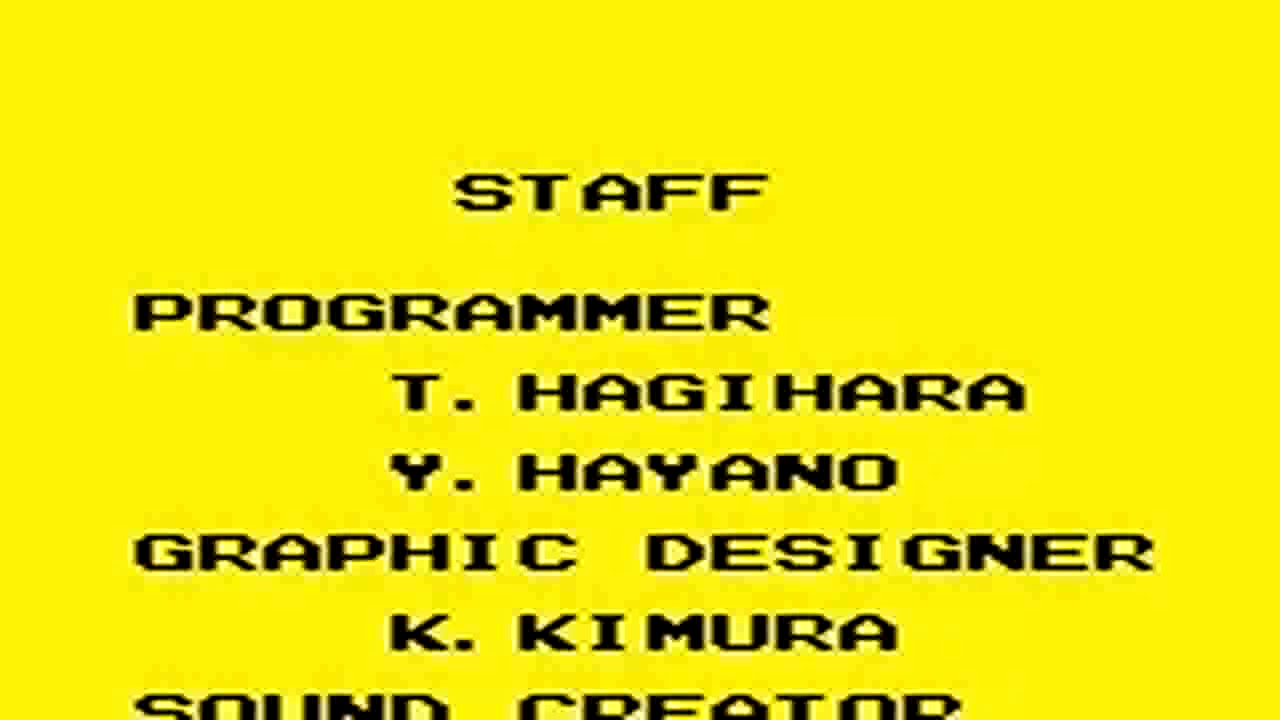 STAFF
PROGRAMMER
T. HAGIHARA
Y. HAYANO
GRAPHIC DESIGNER
K. KIMURA
SOUND CREATOR